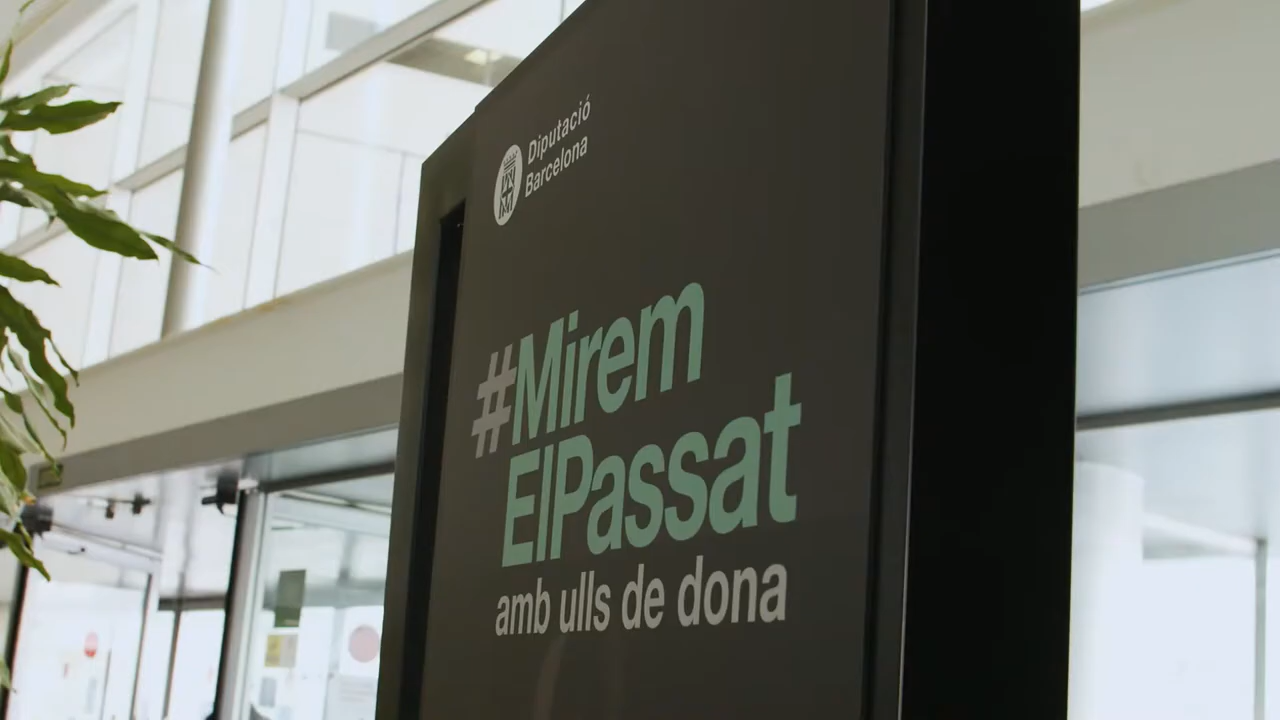 Diputació
Barcelona
#Mirem
ElPassat
amb ulls de dona